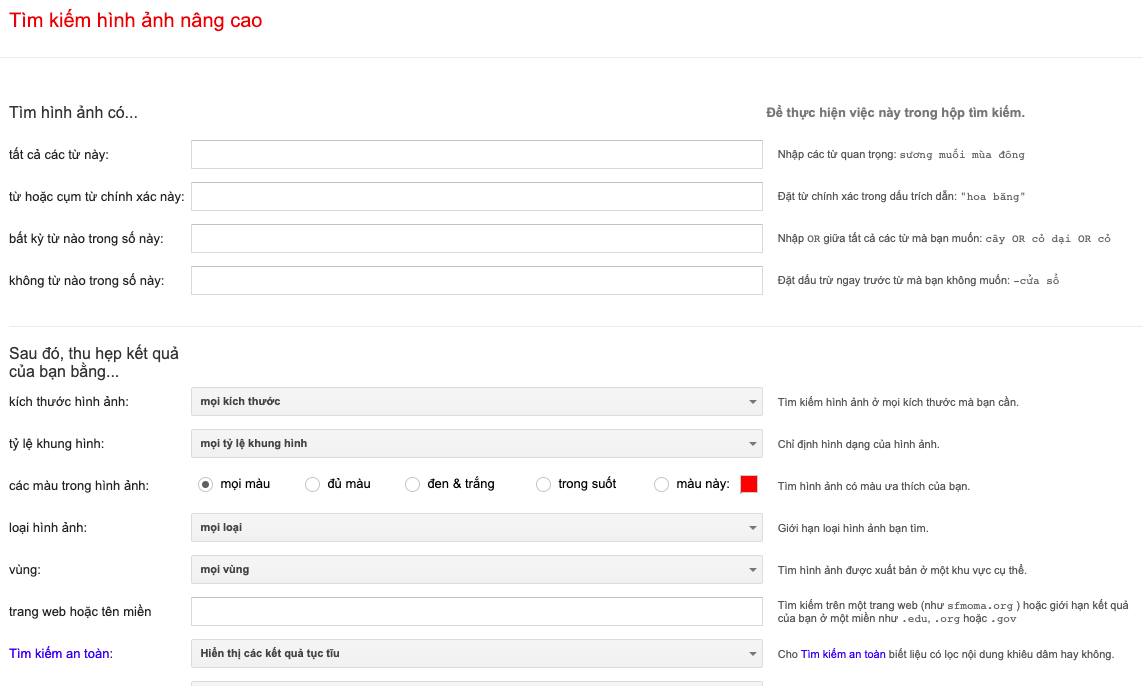 Tìm kiếm hình ảnh nâng cao
Tìm hình ảnh có...
Để thực hiện việc này trong hộp tìm kiếm.
tất cả các từ này:
Nhập các từ quan trọng: sương muối mùa đông
từ hoặc cụm từ chính xác này:
Đặt từ chính xác trong dấu trích dẫn: "hoa băng"
bất kỳ từ nào trong số này:
Nhập OR giữa tất cả các từ mà bạn muốn: cây OR cỏ dại OR cỏ
không từ nào trong số này:
Đặt dấu trừ ngay trước từ mà bạn không muốn: -cửa sổ
Sau đó, thu hẹp kết quả
của bạn bằng...
kích thước hình ảnh:
mọi kích thước
Tìm kiếm hình ảnh ở mọi kích thước mà bạn cần.
tỷ lệ khung hình:
mọi tỷ lệ khung hình
Chỉ định hình dạng của hình ảnh.
các màu trong hình ảnh:
mọi màu
đủ màu
đen & trắng
trong suốt
màu này:
Tìm hình ảnh có màu ưa thích của bạn.
loại hình ảnh:
mọi loại
Giới hạn loại hình ảnh bạn tìm.
vùng:
mọi vùng
Tìm hình ảnh được xuất bản ở một khu vực cụ thể.
trang web hoặc tên miền
Tìm kiếm trên một trang web (như sfmoma.org ) hoặc giới hạn kết quả
của bạn ở một miền như .edu, .org hoặc .gov
Tìm kiếm an toàn:
Hiển thị các kết quả tục tĩu
Cho Tìm kiếm an toàn biết liệu có lọc nội dung khiêu dâm hay không.